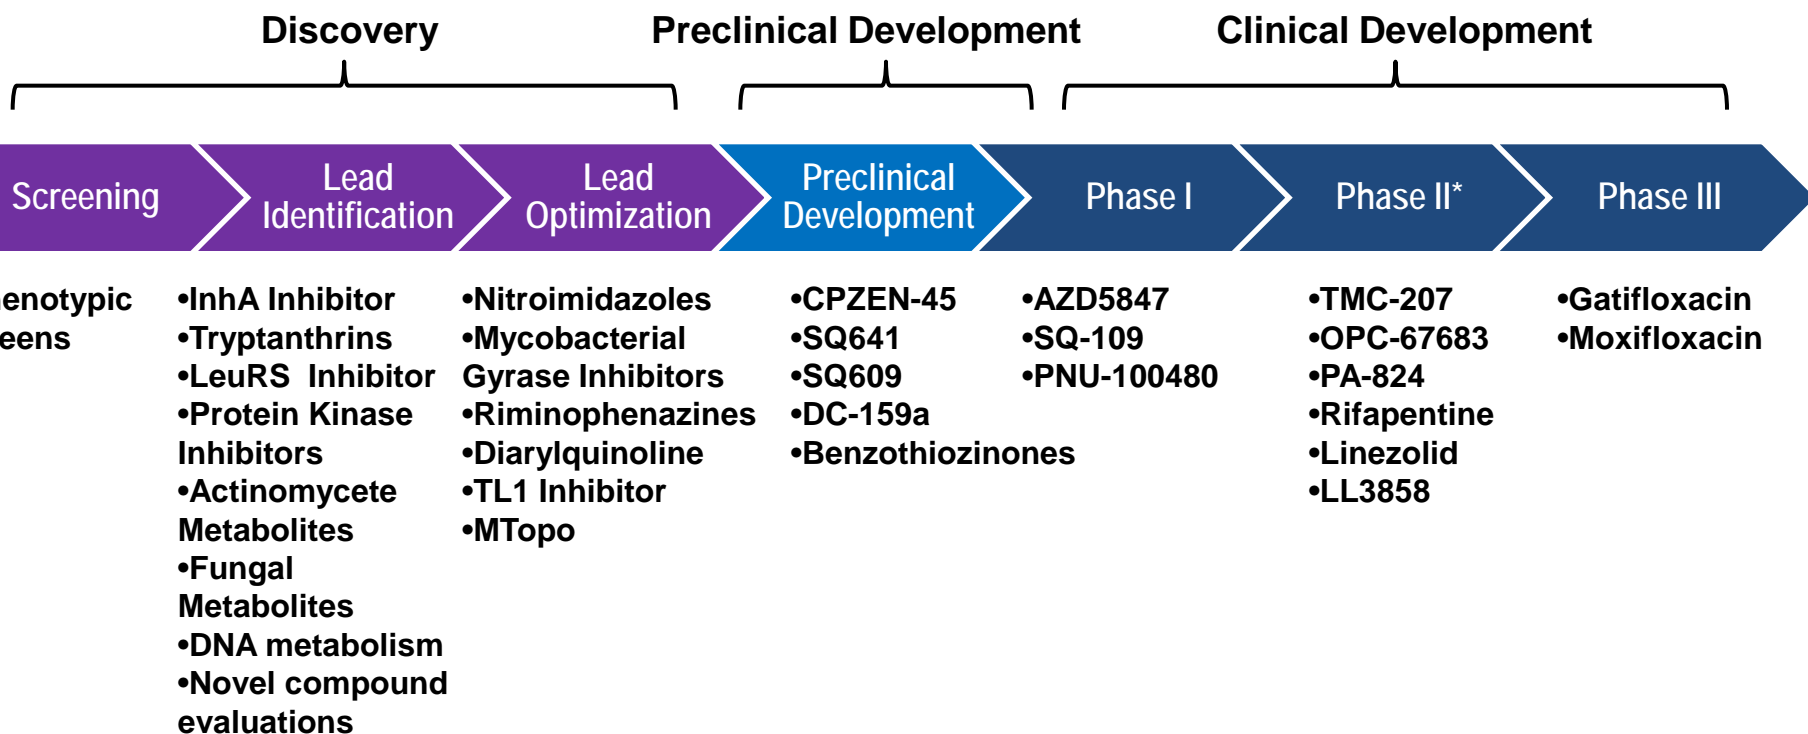 Discovery
Preclinical Development
Clinical Development
Screening
Lead
Identification
Lead
Optimization
Preclinical
Development
Phase I
Phase II*
Phase III
•InhA Inhibitor
•Tryptanthrins
•LeuRS  Inhibitor
•Protein Kinase
Inhibitors
•Actinomycete
Metabolites
•Fungal
Metabolites
•DNA metabolism
•Novel compound
evaluations
•Nitroimidazoles
•Mycobacterial
Gyrase Inhibitors
•Riminophenazines
•Diarylquinoline
•TL1 Inhibitor
•MTopo
•CPZEN-45
•SQ641
•SQ609
•DC-159a
•Benzothiozinones
•AZD5847
•SQ-109
•PNU-100480
•TMC-207
•OPC-67683
•PA-824
•Rifapentine
•Linezolid
•LL3858
•Gatifloxacin
•Moxifloxacin